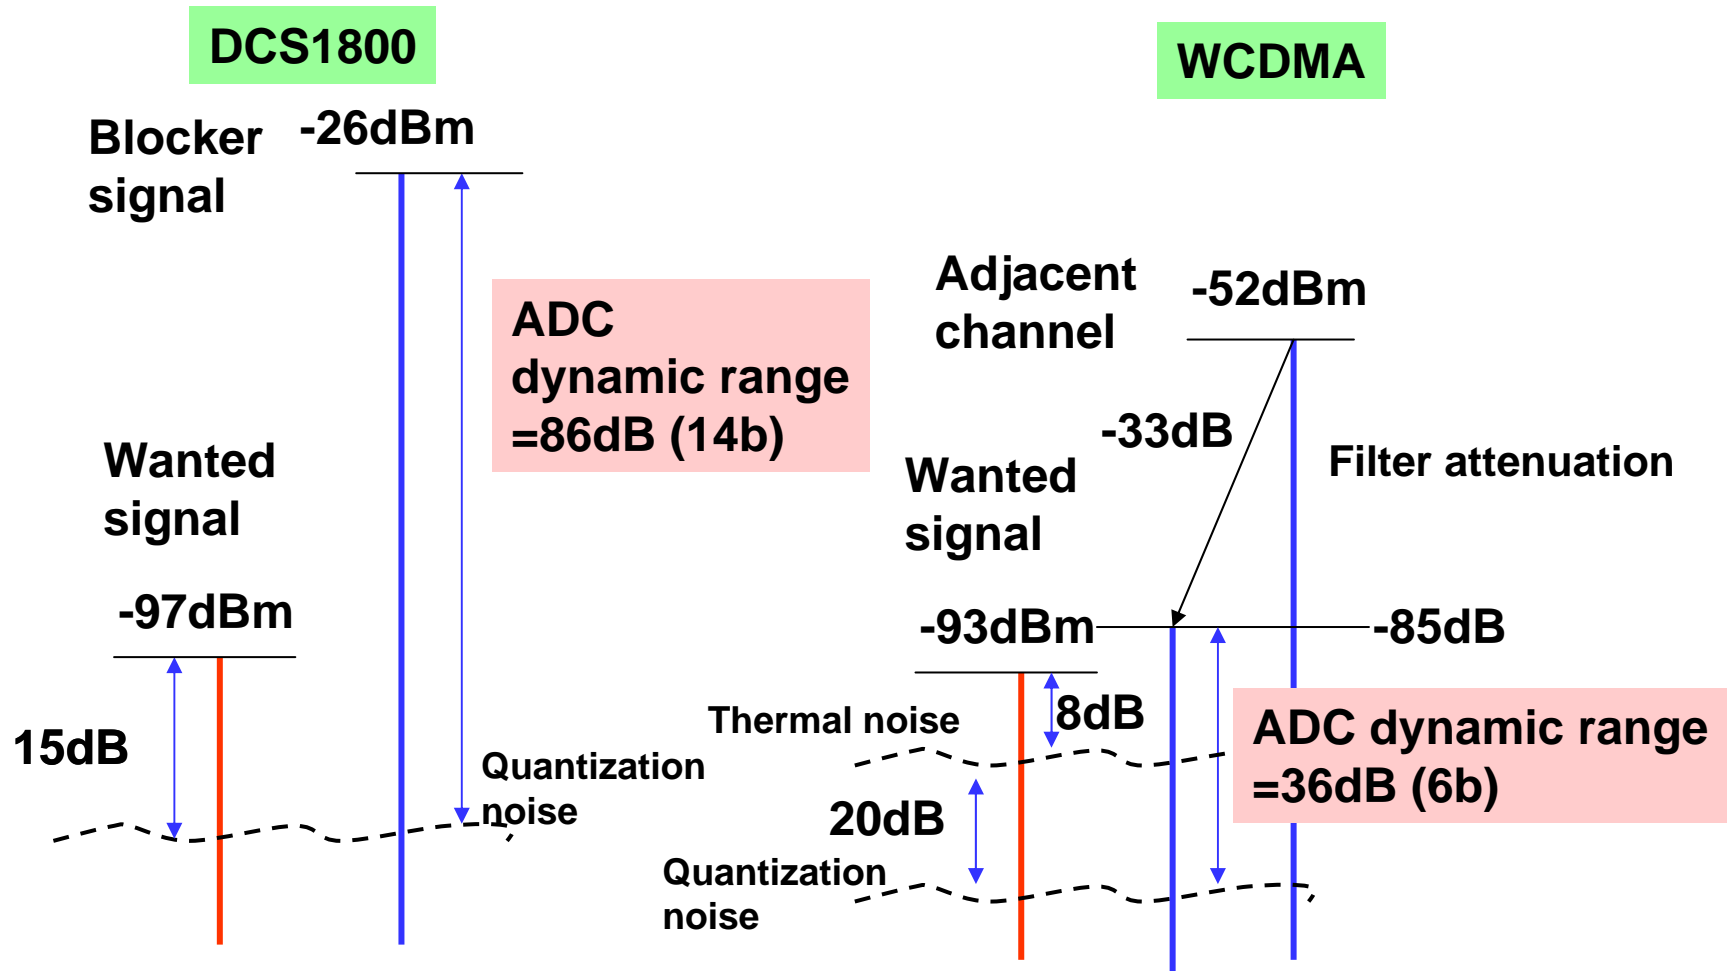 DCS1800
Blocker
signal
-26dBm
ADC
dynamic range
=86dB (14b)
Wanted
signal
-97dBm
15dB
Quantization
noise
WCDMA
Adjacent
channel
-52dBm
-33dB
Filter attenuation
Wanted
signal
-93dBm
-85dB
Thermal noise
8dB
ADC dynamic range
=36dB (6b)
20dB
Quantization
noise